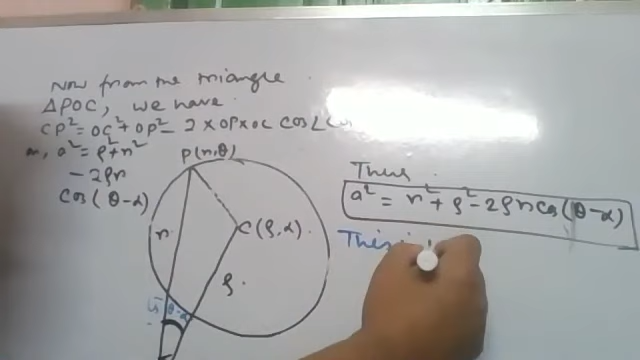 Now from the triangle
ΔPOC, we have
CP² = OC² + OP² - 2 × OP × OC COS∠
or, a² = ρ² + r²
- 2ρr
cos(θ-α)
P(r,θ)
C(ρ,α).
r
ρ.
θ-α
Thus
a² = r² + ρ² - 2ρr cos(θ-α)
This